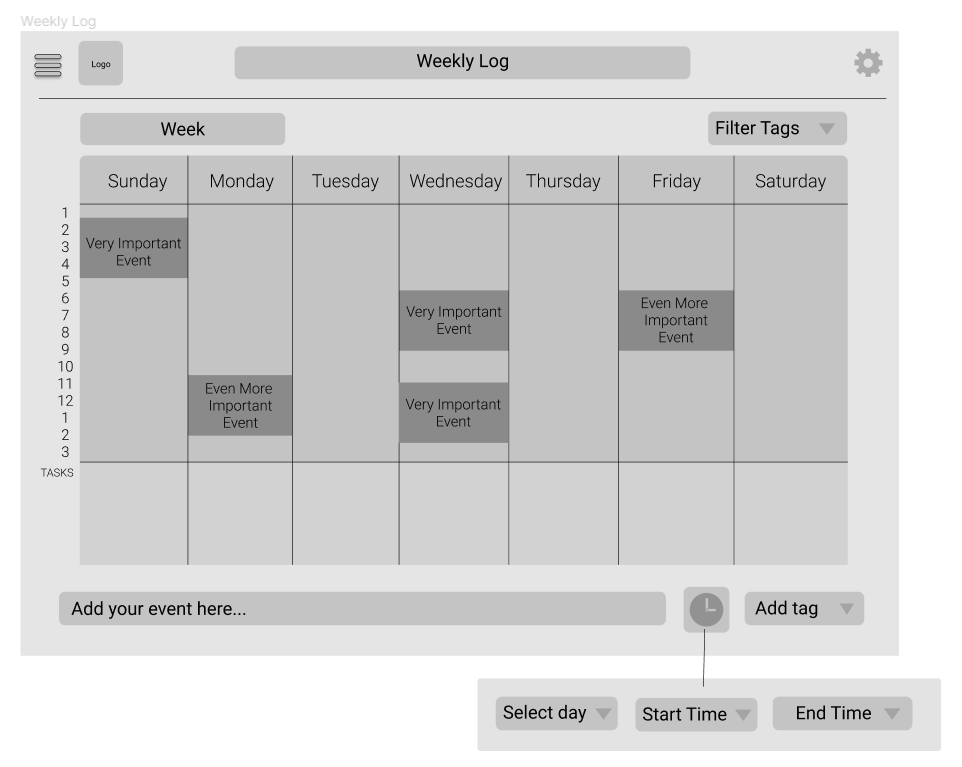 Weekly Log
Logo
Weekly Log
Week
Filter Tags
Sunday Monday Tuesday Wednesday Thursday Friday Saturday
1
2
3
4
5
6
7
8
9
10
11
12
1
2
3
TASKS
Very Important
Event
Even More
Important
Event
Very Important
Event
Very Important
Event
Even More
Important
Event
Add your event here...
Add tag
Select day
Start Time
End Time